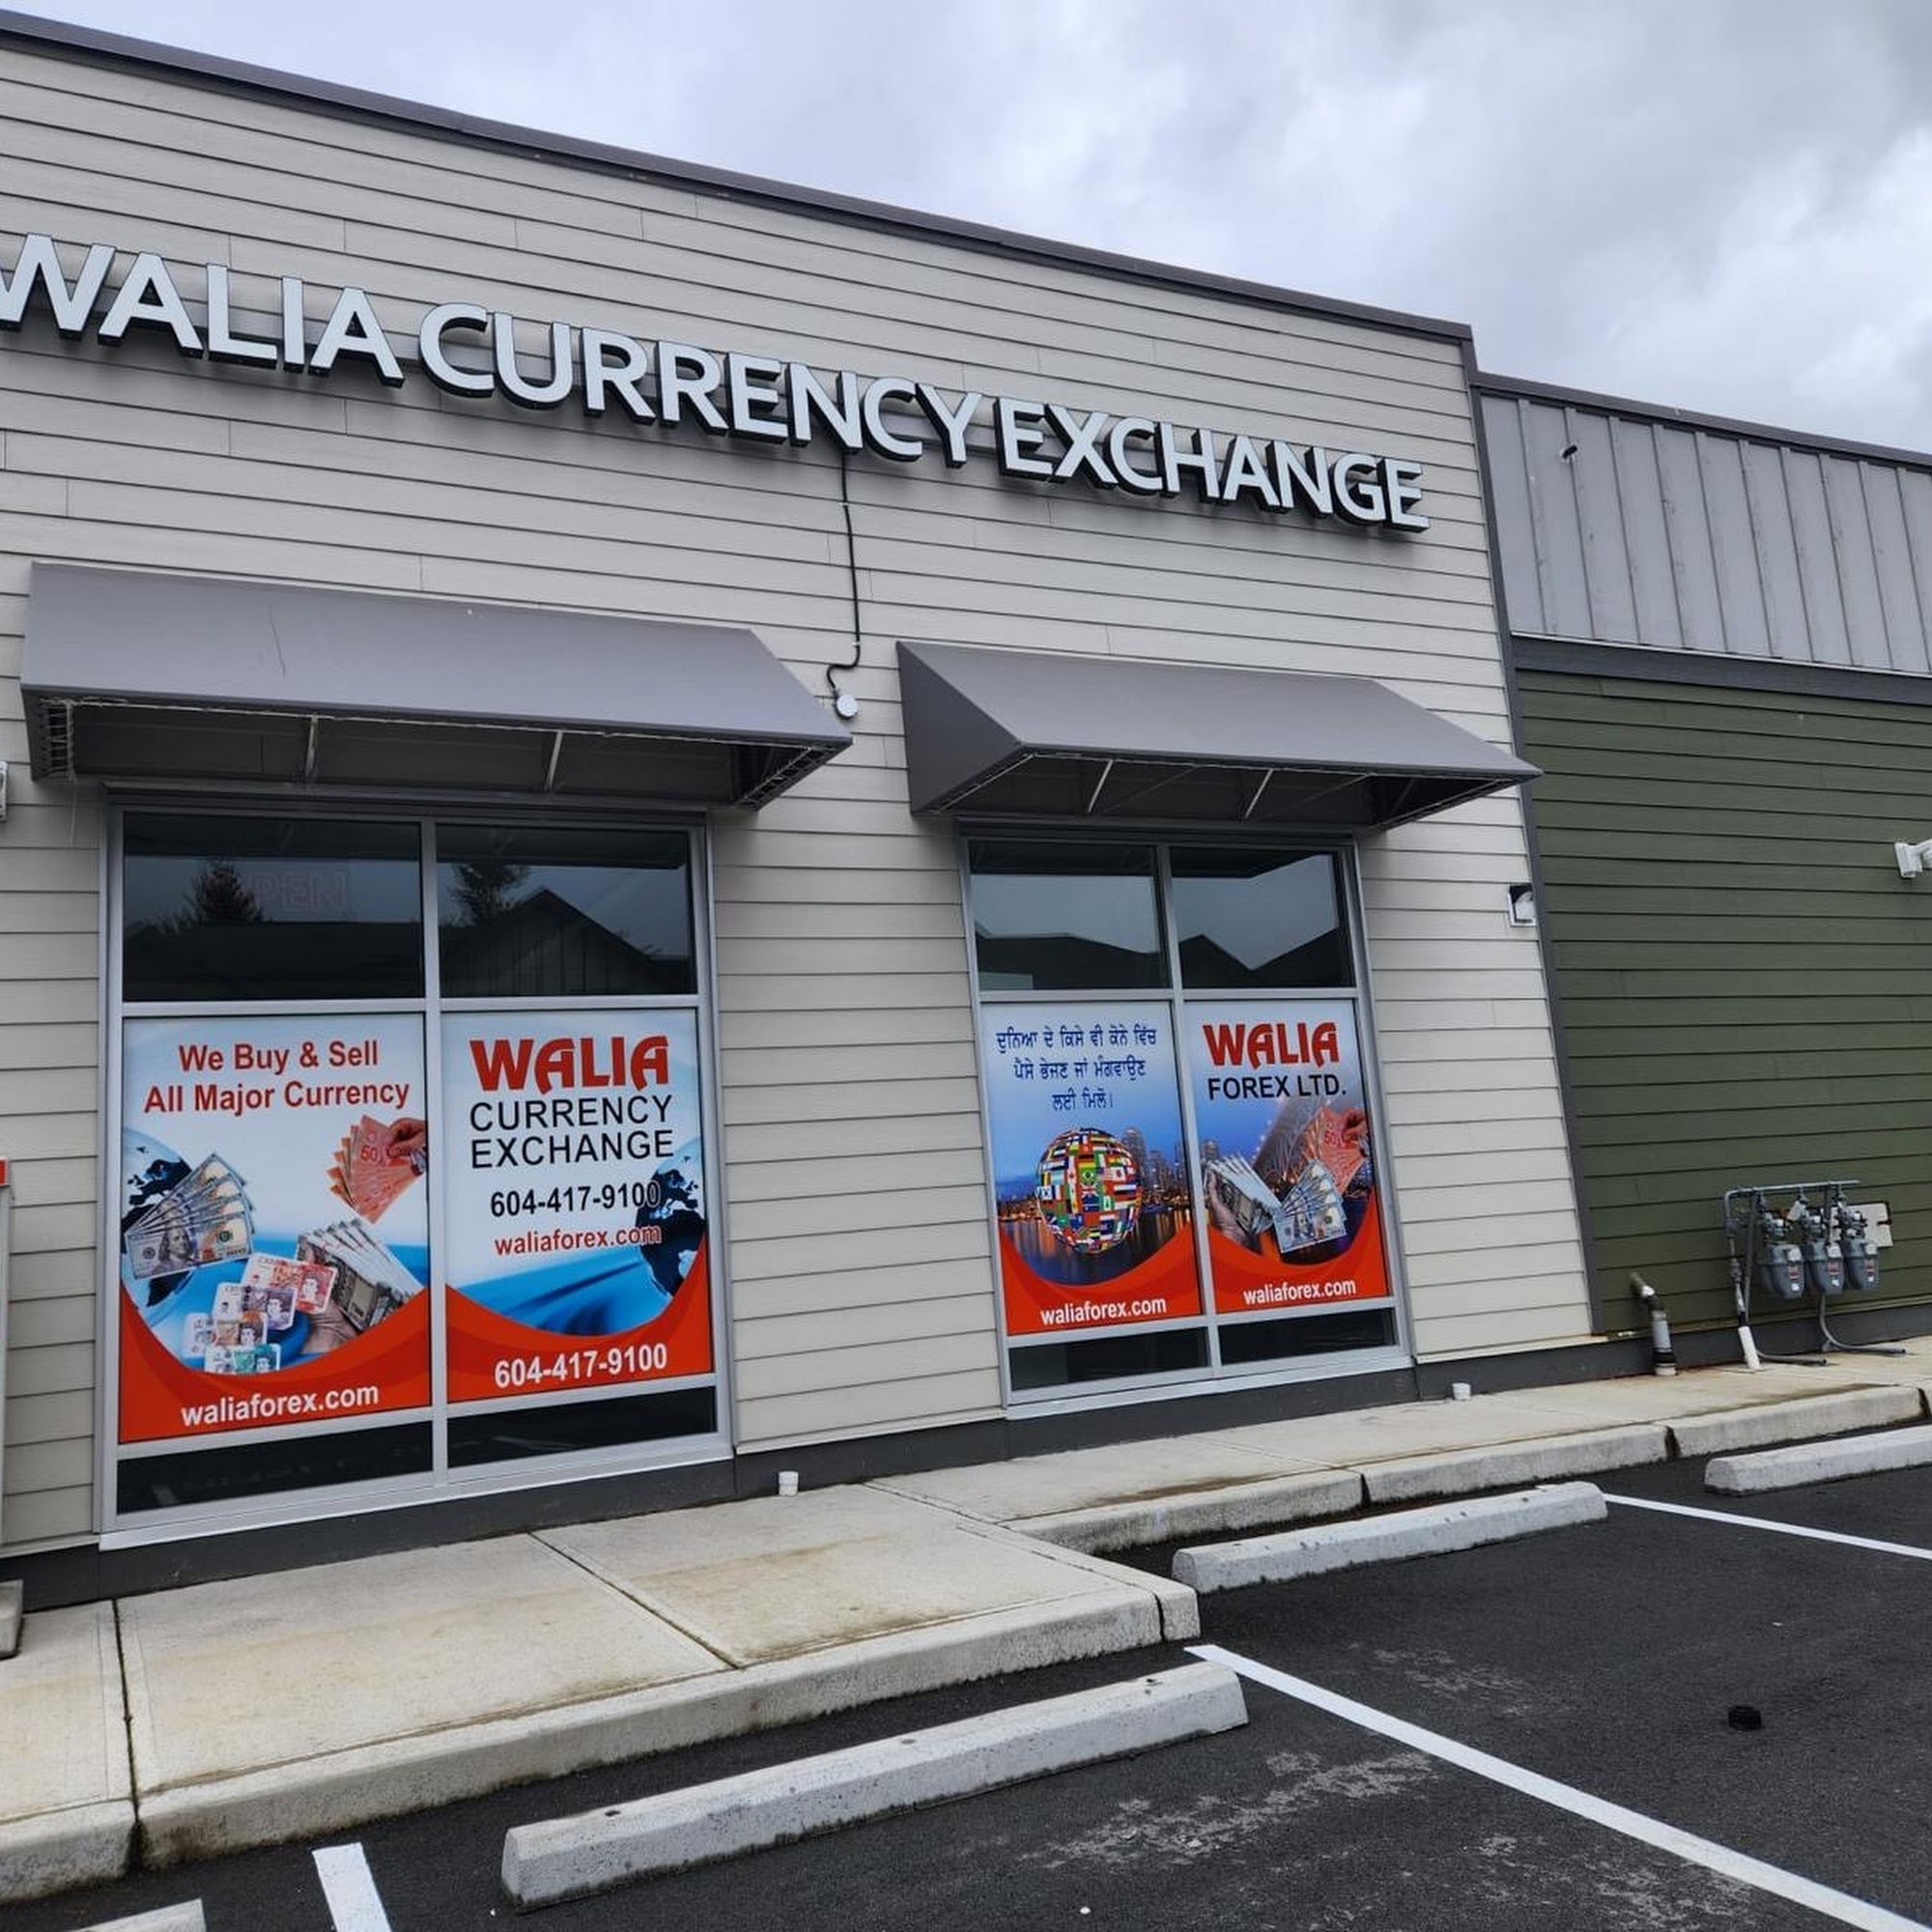 WALIA CURRENCY EXCHANGE
OPEN
We Buy & Sell
All Major Currency
waliaforex.com
WALIA
CURRENCY
EXCHANGE
604-417-9100
waliaforex.com
604-417-9100
ਦੁਨਿਆ ਦੇ ਕਿਸੇ ਵੀ ਕੋਨੇ ਵਿੱਚ
ਪੈਸੇ ਭੇਜਣ ਜਾਂ ਮੰਗਵਾਉਣ
ਲਈ ਮਿਲੋ।
waliaforex.com
WALIA
FOREX LTD.
waliaforex.com